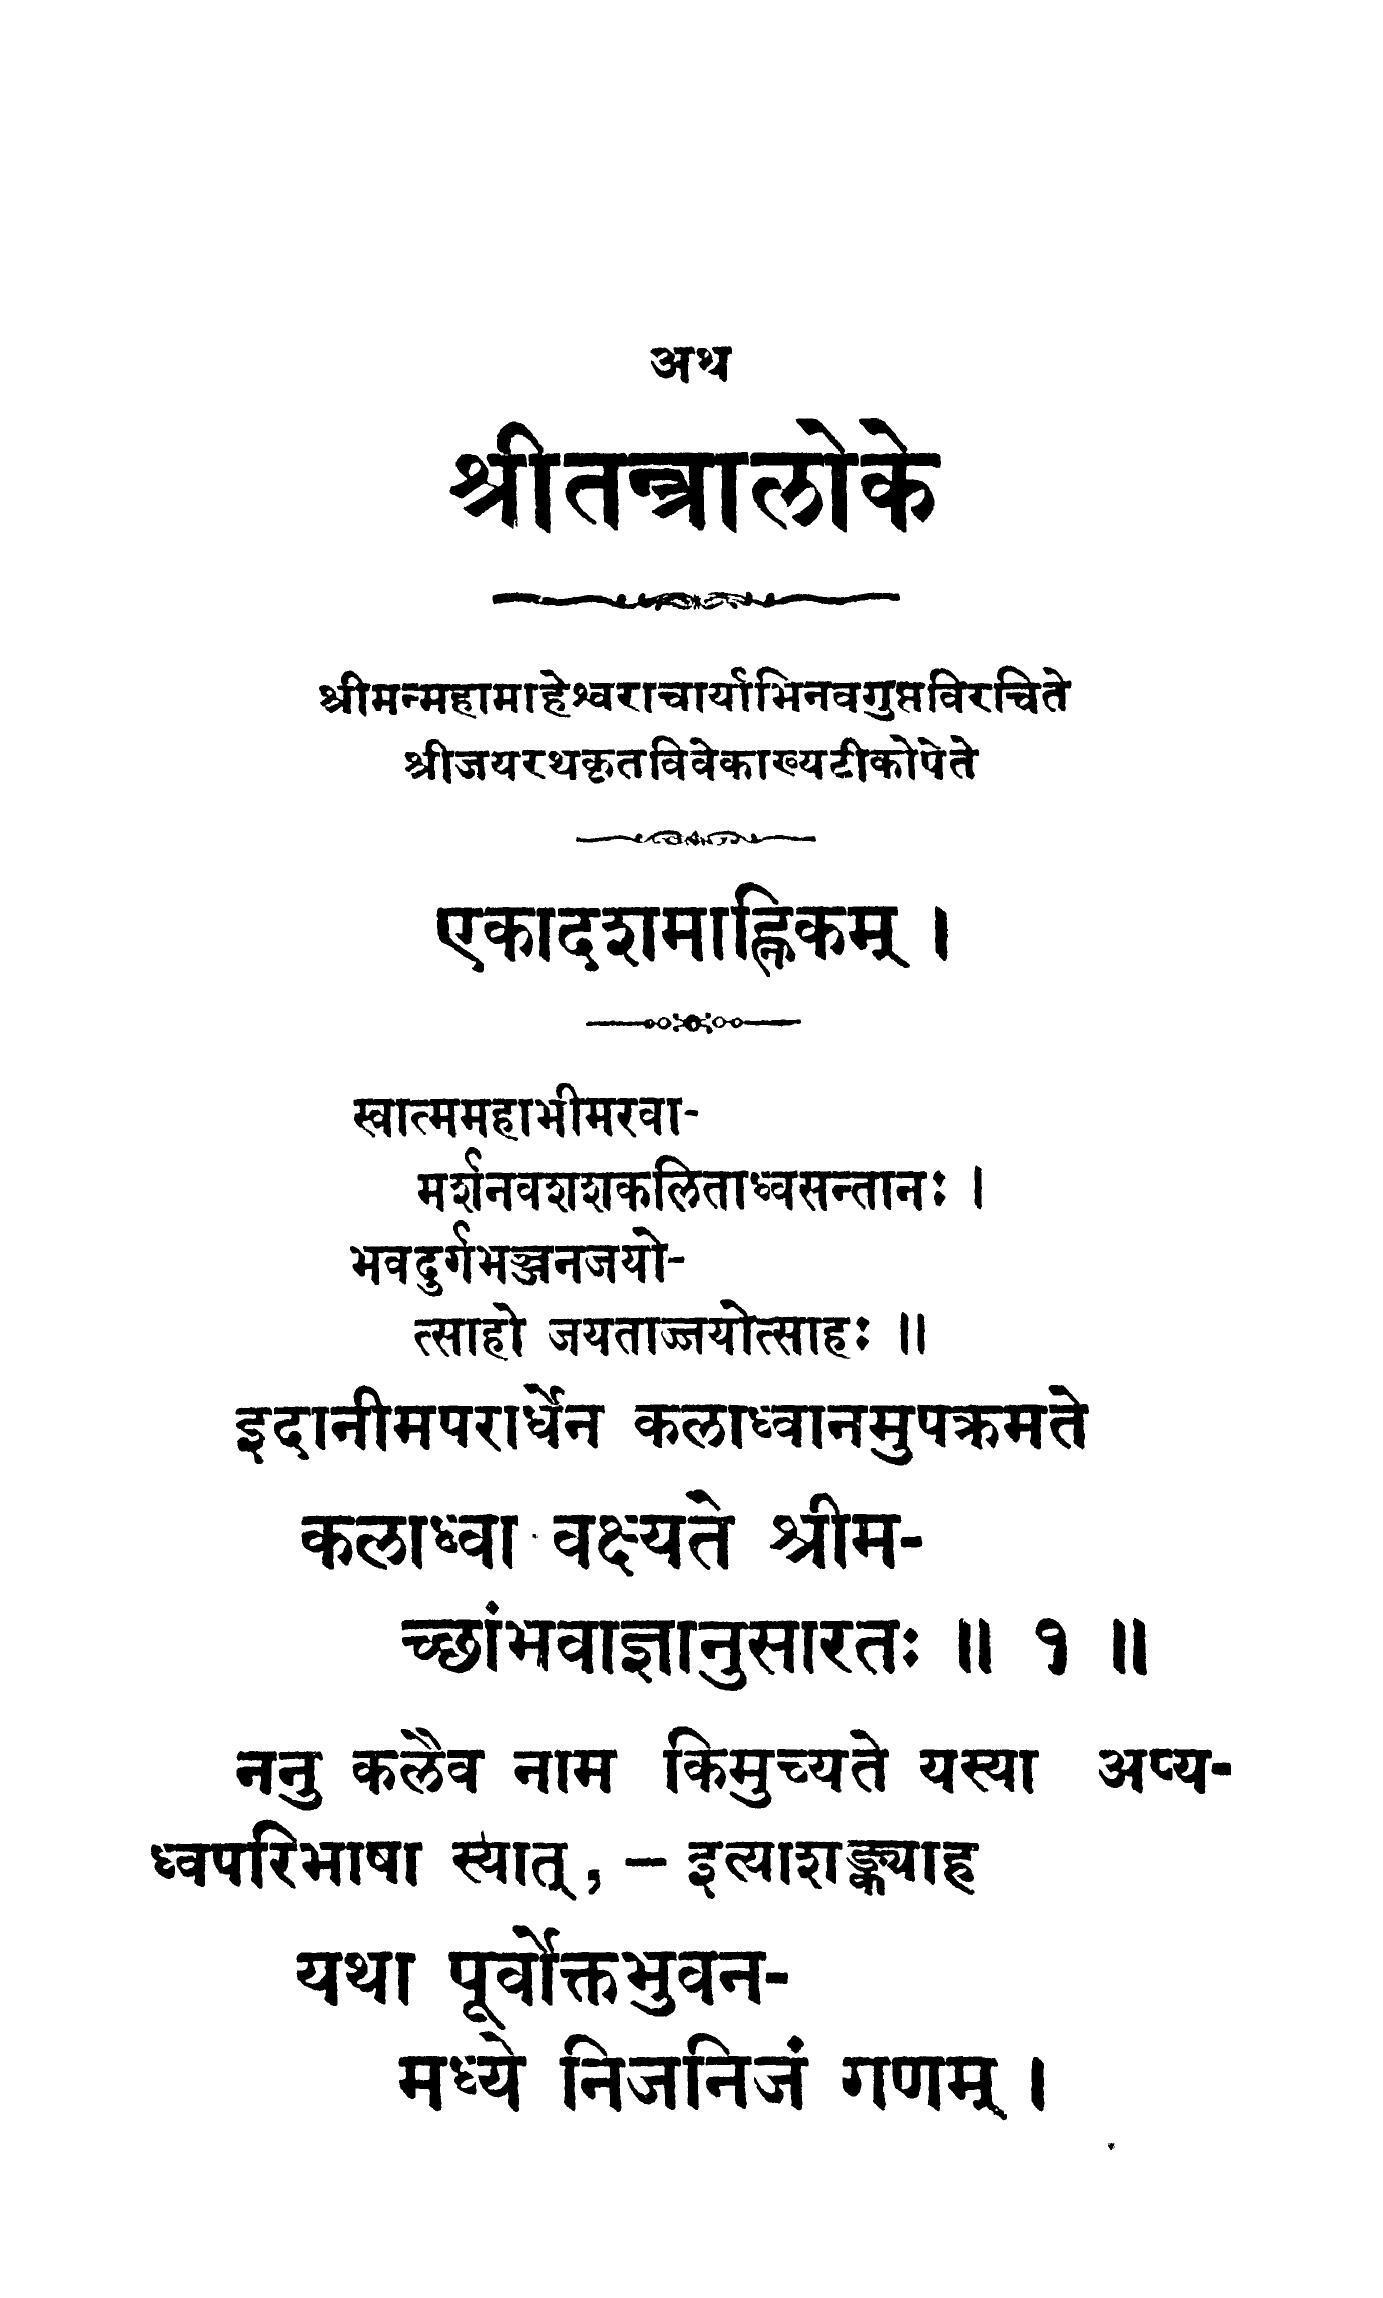 अथ
श्रीतन्त्रालोके
श्रीमन्महामाहेश्वराचार्याभिनवगुप्तविरचिते
श्रीजयरथकृतविवेकाख्यटीकोपेते
एकादशमाह्निकम् ।
स्वात्ममहाभीमरवा-
मर्शनवशशकलिताध्वसन्तानः ।
भवदुर्गभञ्जनजयो-
त्साहो जयताज्जयोत्साहः ॥
इदानीमपरार्धेन कलाध्वानमुपक्रमते
कलाध्वा वक्ष्यते श्रीम-
च्छांभवाज्ञानुसारतः ॥ १ ॥
ननु कलैव नाम किमुच्यते यस्या अप्य-
ध्वपरिभाषा स्यात्, – इत्याशङ्क्याह
यथा पूर्वोक्तभुवन-
मध्ये निजनिजं गणम् ।